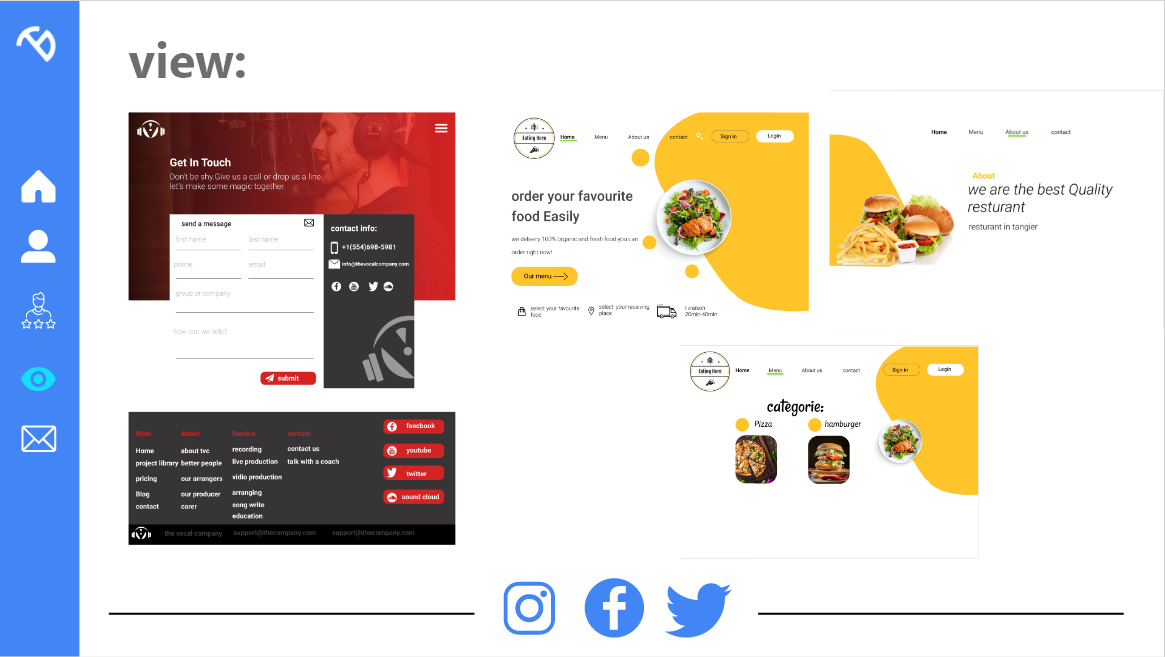 view:
Get In Touch
Don't be shy.Give us a call or drop us a line.
let's make some magic together
send a message
first name last name
phone email
group or company
how can we help?
submit
contact info:
+1(554)698-5981
info@thevocalcompany.com
Main About Service contact
Home about tvc recording contact us
project library better people live production talk with a coach
pricing our arrangers vidio production
Blog our producer arranging
contact carer song write
education
faecbook
youtube
twitter
sound cloud
the vocal company support@thecompany.com support@thecompany.com
Eating Here
Home Menu About us contact Sign in Login
order your favourite
food Easily
we delivery 100% organic and fresh food you can
order right now!
Our menu
select your favourite
food
select your receiving
place
livraison
20min-40min
Home Menu About us contact
About
we are the best Quality
resturant
resturant in tangier
Eating Here
Home Menu About us contact Sign in Login
categorie:
Pizza hamburger